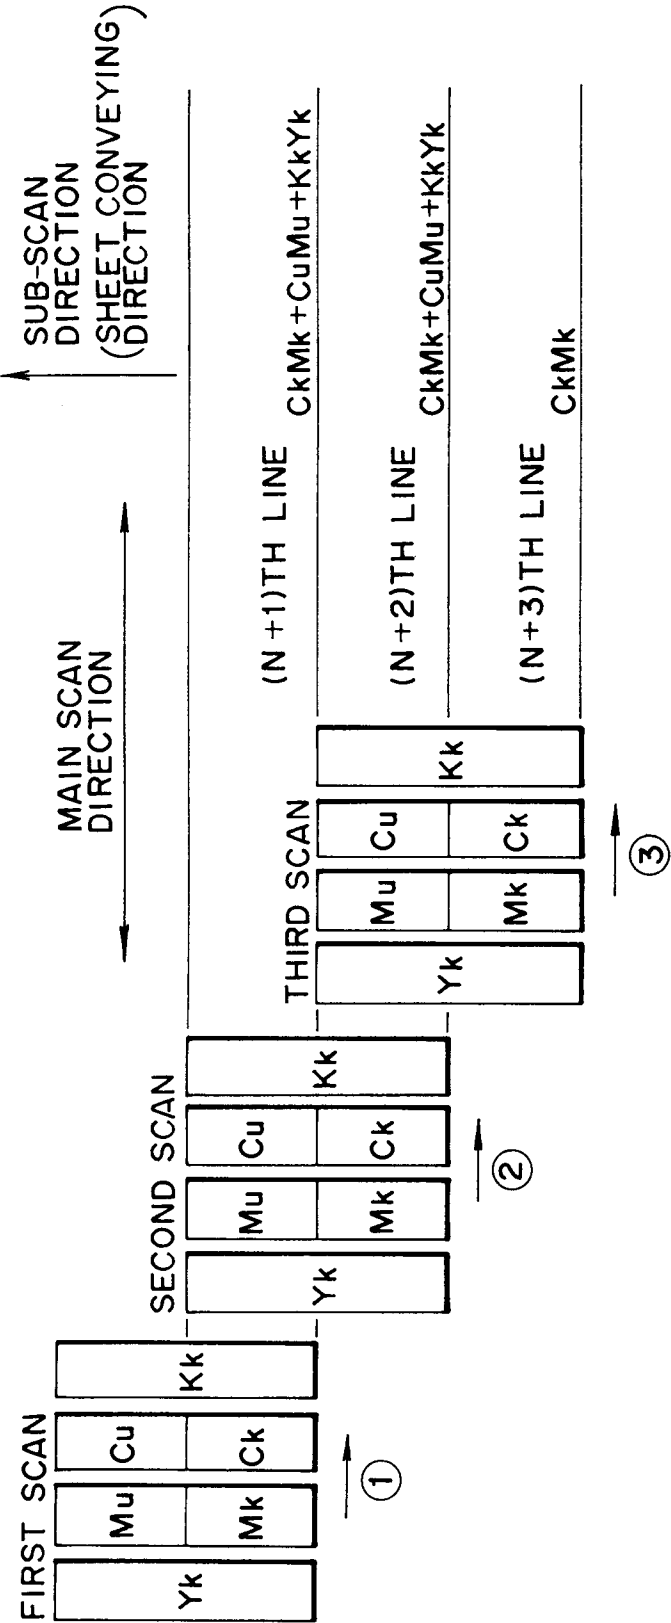 SUB-SCAN
DIRECTION
(SHEET CONVEYING)
(DIRECTION
MAIN SCAN
DIRECTION
FIRST SCAN
Yk
Mu
Mk
Cu
Ck
Kk
①
SECOND SCAN
Yk
Mu
Mk
Cu
Ck
Kk
②
THIRD SCAN
Yk
Mu
Mk
Cu
Ck
Kk
③
(N+1)TH LINE CkMk+CuMu+KkYk
(N+2)TH LINE CkMk+CuMu+KkYk
(N+3)TH LINE CkMk